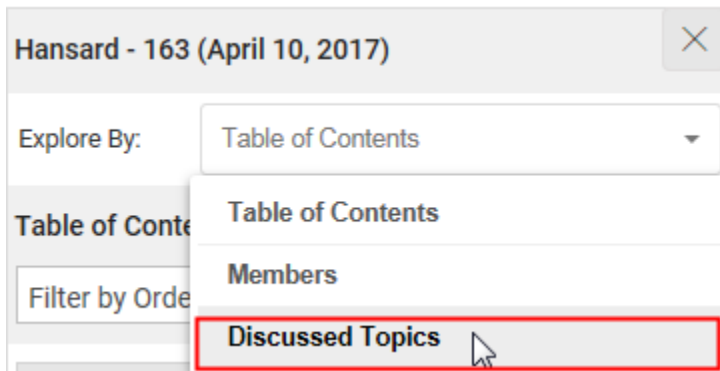 Hansard - 163 (April 10, 2017)
Explore By:
Table of Contents
Table of Conte
Table of Contents
Members
Filter by Orde
Discussed Topics